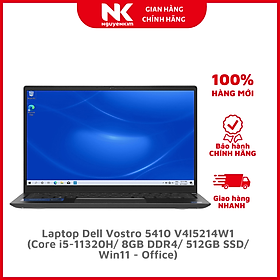 NK
NGUYENKIM
GIAN HÀNG
CHÍNH HÃNG
100%
HÀNG MỚI
Bảo hành
CHÍNH HÃNG
Giao hàng
NHANH
Laptop Dell Vostro 5410 V4I5214W1
(Core i5-11320H/ 8GB DDR4/ 512GB SSD/
Win11 - Office)